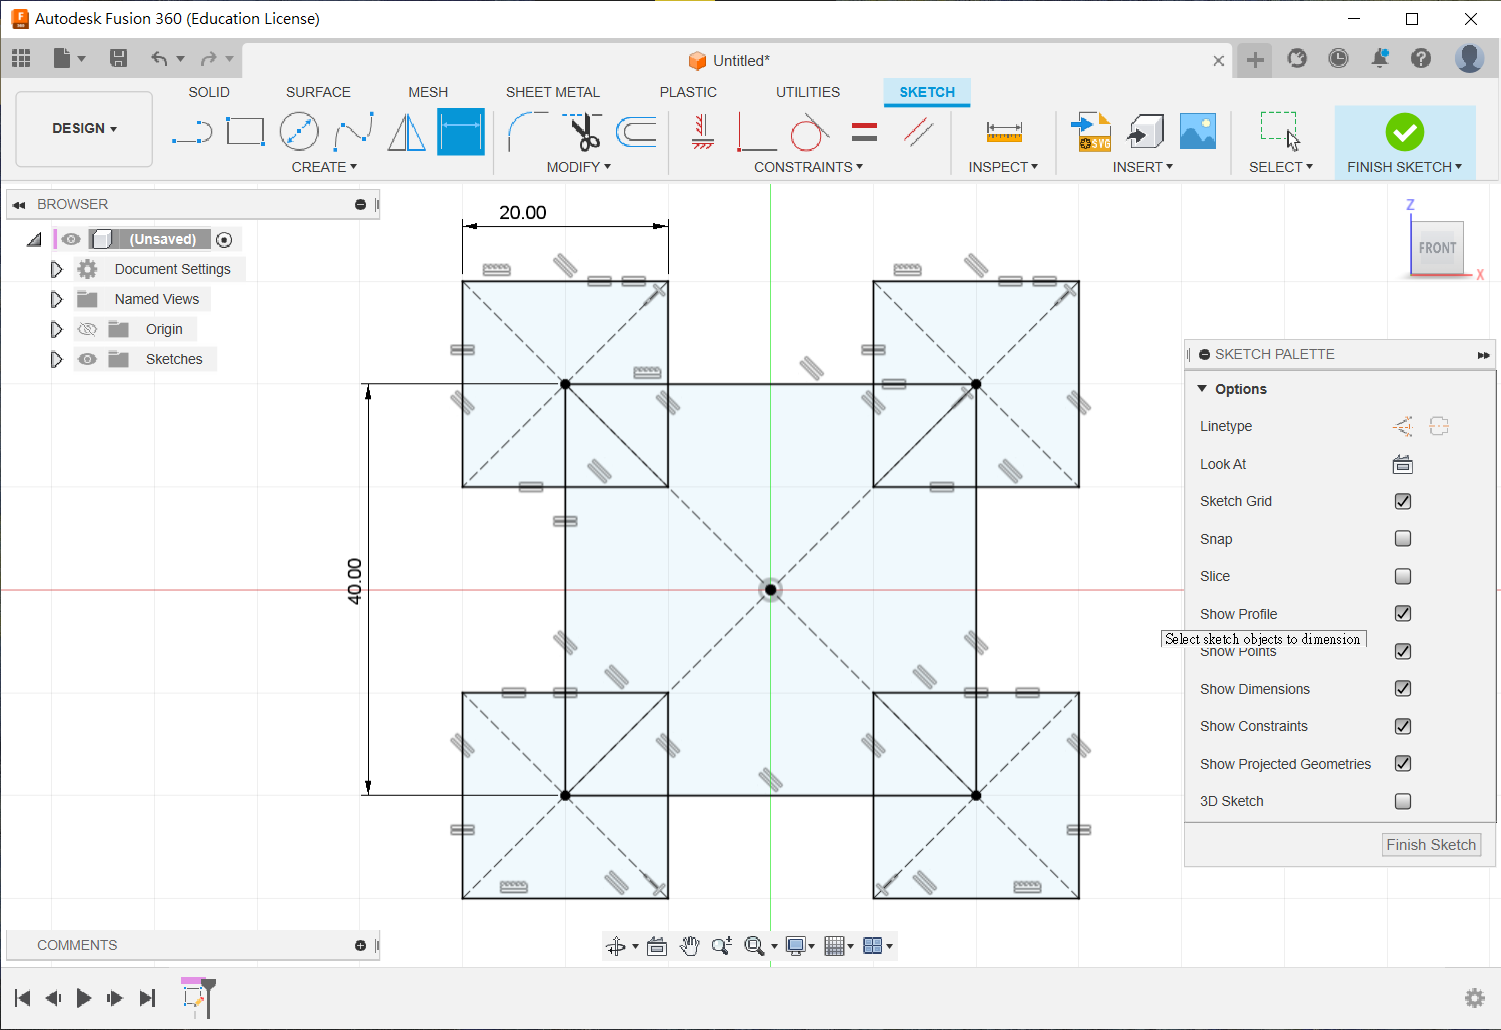 Autodesk Fusion 360 (Education License)
Untitled*
SOLID SURFACE MESH SHEET METAL PLASTIC UTILITIES SKETCH
DESIGN
SVG
CREATE MODIFY CONSTRAINTS INSPECT INSERT SELECT FINISH SKETCH
BROWSER
(Unsaved)
Document Settings
Named Views
Origin
Sketches
20.00
40.00
Z
FRONT
X
SKETCH PALETTE
Options
Linetype
Look At
Sketch Grid
Snap
Slice
Show Profile
Select sketch objects to dimension
Show Points
Show Dimensions
Show Constraints
Show Projected Geometries
3D Sketch
Finish Sketch
COMMENTS